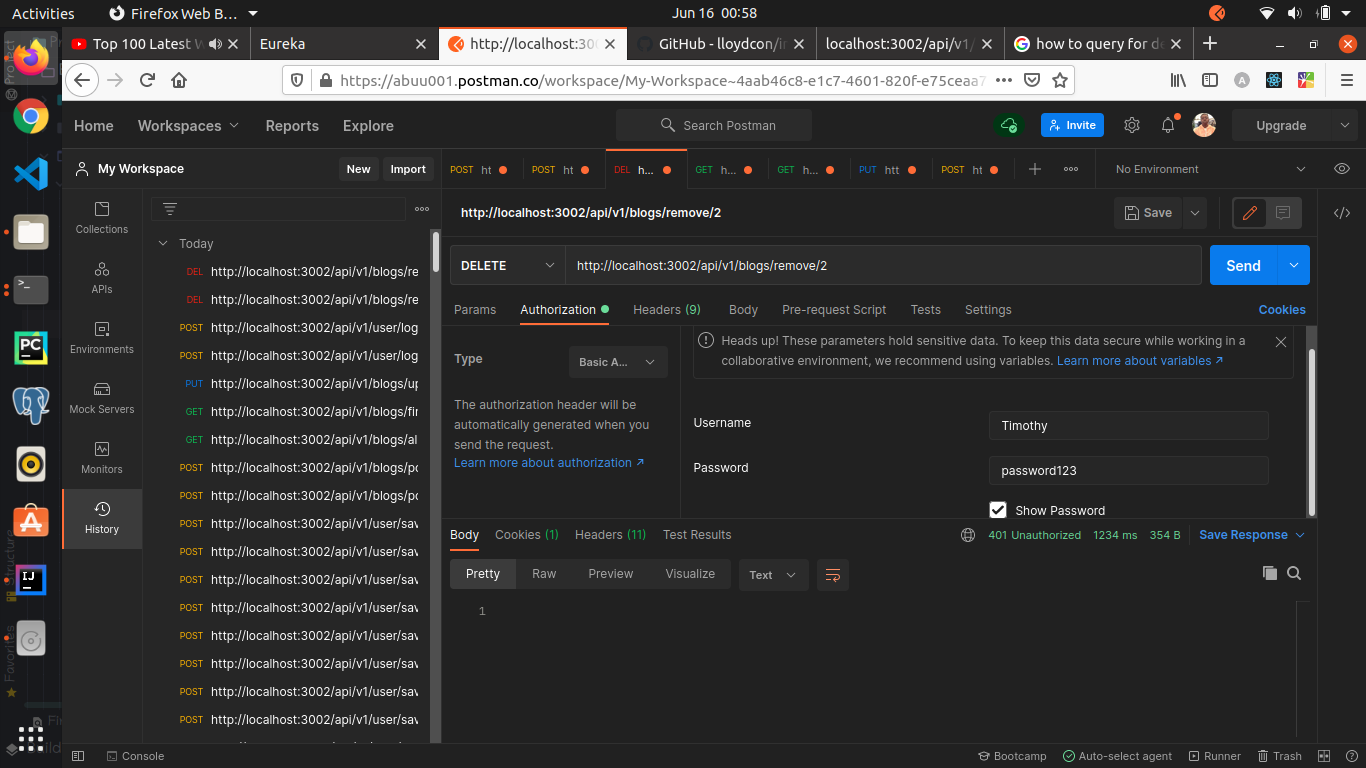 Activities Firefox Web B... Jun 16 00:58
Top 100 Latest Eureka http://localhost:300 GitHub - lloydcon/i localhost:3002/api/v1/ how to query for de
https://abuu001.postman.co/workspace/My-Workspace~4aab46c8-e1c7-4601-820f-e75ceaa7
Home Workspaces Reports Explore Search Postman Invite Upgrade
My Workspace New Import POST ht POST ht DEL h... GET h... GET h... PUT htt POST ht No Environment
Collections
APIs
Environments
Mock Servers
Monitors
History
Today
DEL http://localhost:3002/api/v1/blogs/re
DEL http://localhost:3002/api/v1/blogs/re
POST http://localhost:3002/api/v1/user/log
POST http://localhost:3002/api/v1/user/log
PUT http://localhost:3002/api/v1/blogs/up
GET http://localhost:3002/api/v1/blogs/fir
GET http://localhost:3002/api/v1/blogs/al
POST http://localhost:3002/api/v1/blogs/po
POST http://localhost:3002/api/v1/blogs/po
POST http://localhost:3002/api/v1/user/sav
POST http://localhost:3002/api/v1/user/sav
POST http://localhost:3002/api/v1/user/sav
POST http://localhost:3002/api/v1/user/sav
POST http://localhost:3002/api/v1/user/sav
POST http://localhost:3002/api/v1/user/sav
POST http://localhost:3002/api/v1/user/sav
POST http://localhost:3002/api/v1/user/sav
http://localhost:3002/api/v1/blogs/remove/2 Save
DELETE http://localhost:3002/api/v1/blogs/remove/2 Send
Params Authorization Headers (9) Body Pre-request Script Tests Settings Cookies
Type Basic A...
The authorization header will be
automatically generated when you
send the request.
Learn more about authorization ↗
Heads up! These parameters hold sensitive data. To keep this data secure while working in a
collaborative environment, we recommend using variables. Learn more about variables ↗
Username Timothy
Password password123
Show Password
Body Cookies (1) Headers (11) Test Results 401 Unauthorized 1234 ms 354 B Save Response
Pretty Raw Preview Visualize Text
1
Console Bootcamp Auto-select agent Runner Trash